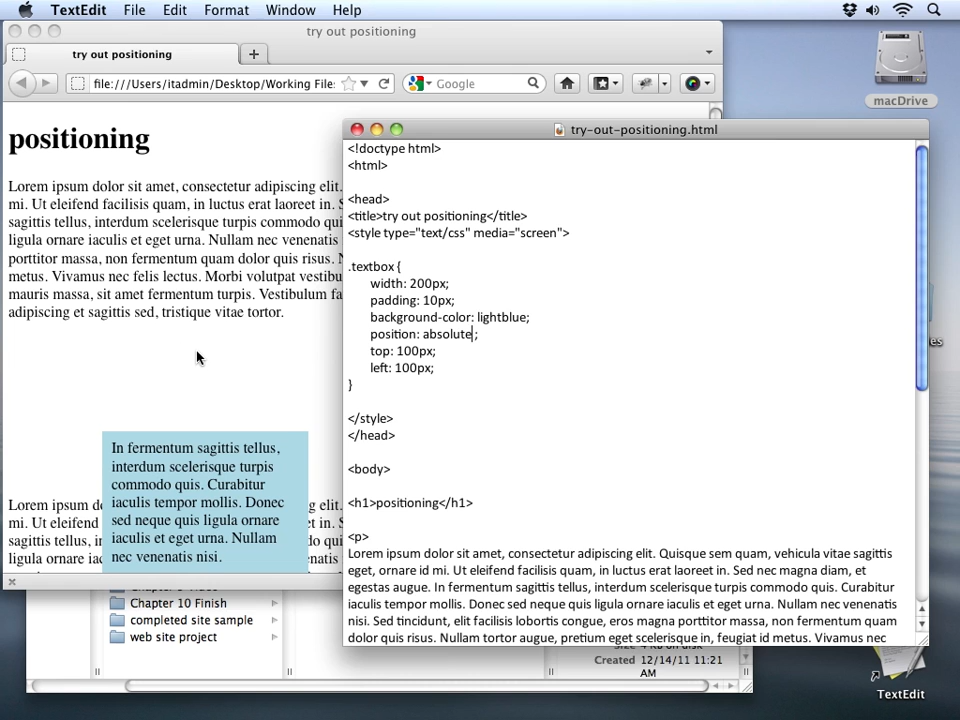 TextEdit File Edit Format Window Help
try out positioning
try out positioning
file:///Users/itadmin/Desktop/Working File:
Google
macDrive
positioning
Lorem ipsum dolor sit amet, consectetur adipiscing elit.
mi. Ut eleifend facilisis quam, in luctus erat laoreet in. S
sagittis tellus, interdum scelerisque turpis commodo qui
ligula ornare iaculis et eget urna. Nullam nec venenatis
porttitor massa, non fermentum quam dolor quis risus. N
metus. Vivamus nec felis lectus. Morbi volutpat vestibu
mauris massa, sit amet fermentum turpis. Vestibulum fa
adipiscing et sagittis sed, tristique vitae tortor.
In fermentum sagittis tellus,
interdum scelerisque turpis
commodo quis. Curabitur
iaculis tempor mollis. Donec
sed neque quis ligula ornare
iaculis et eget urna. Nullam
nec venenatis nisi.
Lorem ipsum d g elit.
mi. Ut eleifend et in. S
sagittis tellus, in do qui
ligula ornare iac natis
try-out-positioning.html
<!doctype html>
<html>
<head>
<title>try out positioning</title>
<style type="text/css" media="screen">
.textbox {
width: 200px;
padding: 10px;
background-color: lightblue;
position: absolute;
top: 100px;
left: 100px;
}
</style>
</head>
<body>
<h1>positioning</h1>
<p>
Lorem ipsum dolor sit amet, consectetur adipiscing elit. Quisque sem quam, vehicula vitae sagittis
eget, ornare id mi. Ut eleifend facilisis quam, in luctus erat laoreet in. Sed nec magna diam, et
egestas augue. In fermentum sagittis tellus, interdum scelerisque turpis commodo quis. Curabitur
iaculis tempor mollis. Donec sed neque quis ligula ornare iaculis et eget urna. Nullam nec venenatis
nisi. Sed tincidunt, elit facilisis lobortis congue, eros magna porttitor massa, non fermentum quam
dolor quis risus. Nullam tortor augue, pretium eget scelerisque in, feugiat id metus. Vivamus nec
Chapter 10 Finish
completed site sample
web site project
Created 12/14/11 11:21
AM
TextEdit